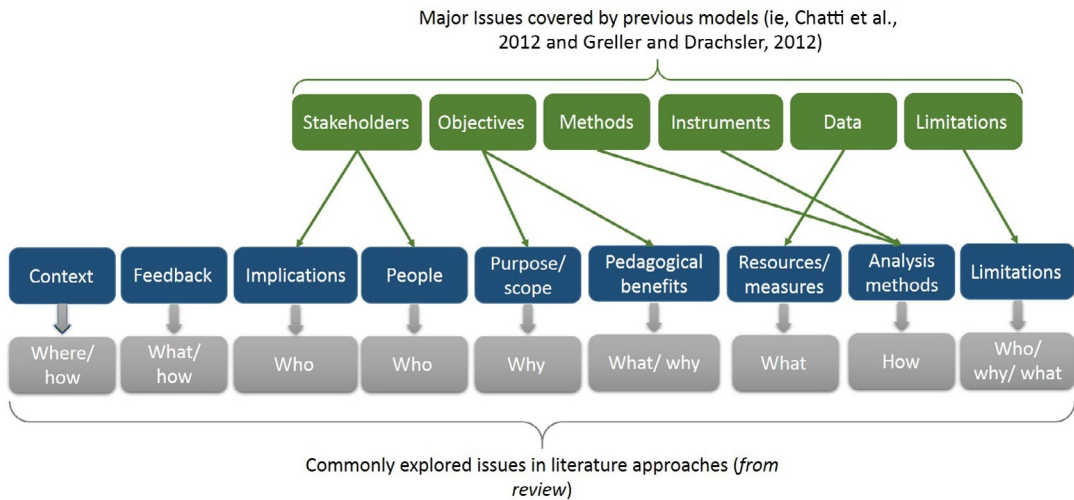 Major Issues covered by previous models (ie, Chatti et al.,
2012 and Greller and Drachsler, 2012)
Stakeholders
Objectives
Methods
Instruments
Data
Limitations
Context
Feedback
Implications
People
Purpose/
scope
Pedagogical
benefits
Resources/
measures
Analysis
methods
Limitations
Where/
how
What/
how
Who
Who
Why
What/ why
What
How
Who/
why/ what
Commonly explored issues in literature approaches (from
review)